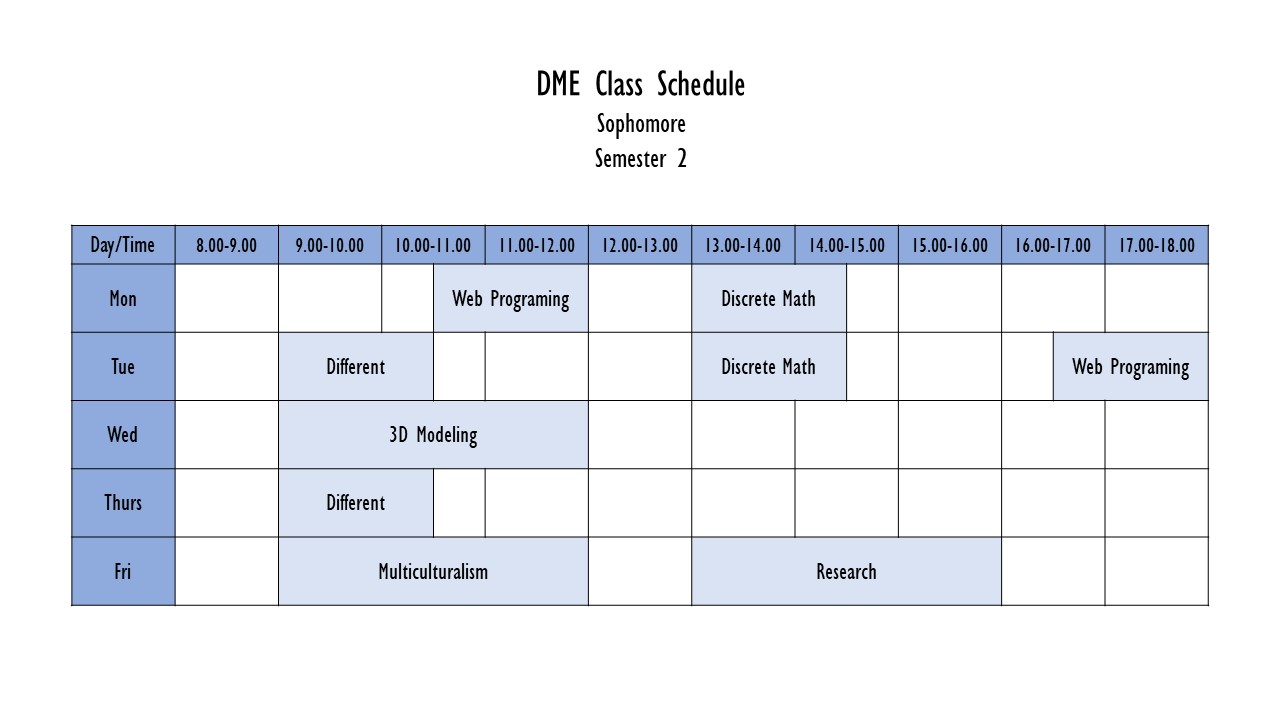 DME Class Schedule
Sophomore
Semester 2
Day/Time 8.00-9.00 9.00-10.00 10.00-11.00 11.00-12.00 12.00-13.00 13.00-14.00 14.00-15.00 15.00-16.00 16.00-17.00 17.00-18.00
Mon Web Programing Discrete Math
Tue Different Discrete Math Web Programing
Wed 3D Modeling
Thurs Different
Fri Multiculturalism Research